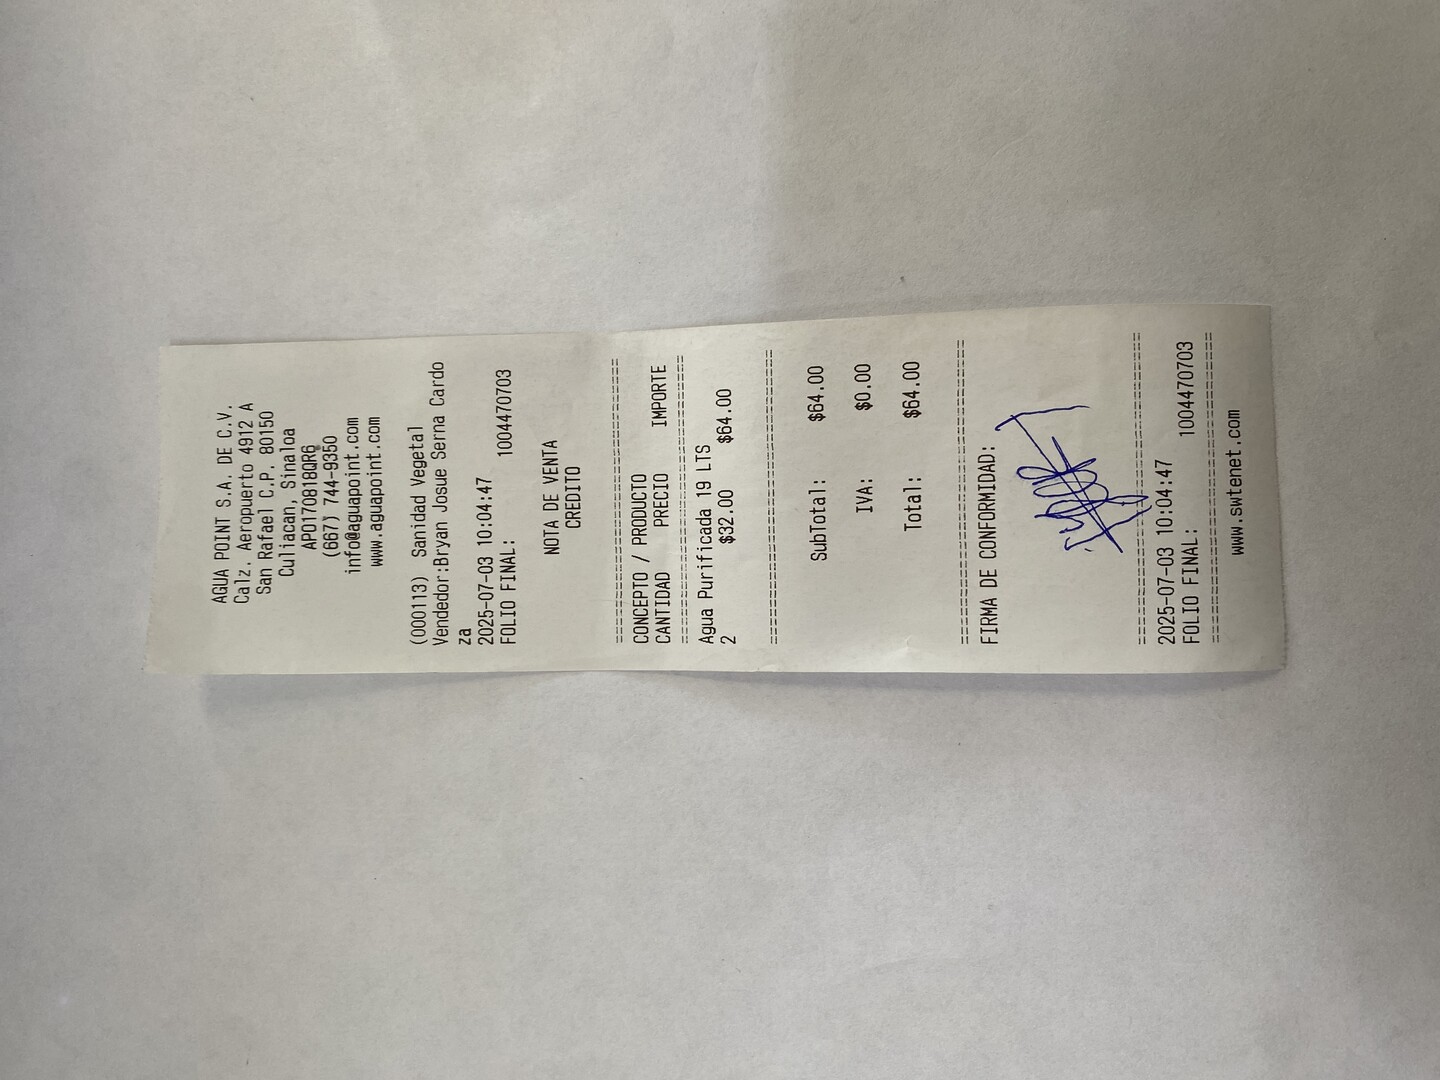 AGUA POINT S.A. DE C.V.
Calz. Aeropuerto 4912 A
San Rafael C.P. 80150
Culiacan, Sinaloa
APO170818QR6
(667) 744-9350
info@aguapoint.com
www.aguapoint.com
(000113) Sanidad Vegetal
Vendedor:Bryan Josue Serna Cardo
za
2025-07-03 10:04:47
FOLIO FINAL: 1004470703
NOTA DE VENTA
CREDITO
================================
CONCEPTO / PRODUCTO
CANTIDAD PRECIO IMPORTE
================================
Agua Purificada 19 LTS
2 $32.00 $64.00
================================
SubTotal: $64.00
IVA: $0.00
Total: $64.00
================================
FIRMA DE CONFORMIDAD:
================================
2025-07-03 10:04:47
FOLIO FINAL: 1004470703
================================
www.swtenet.com